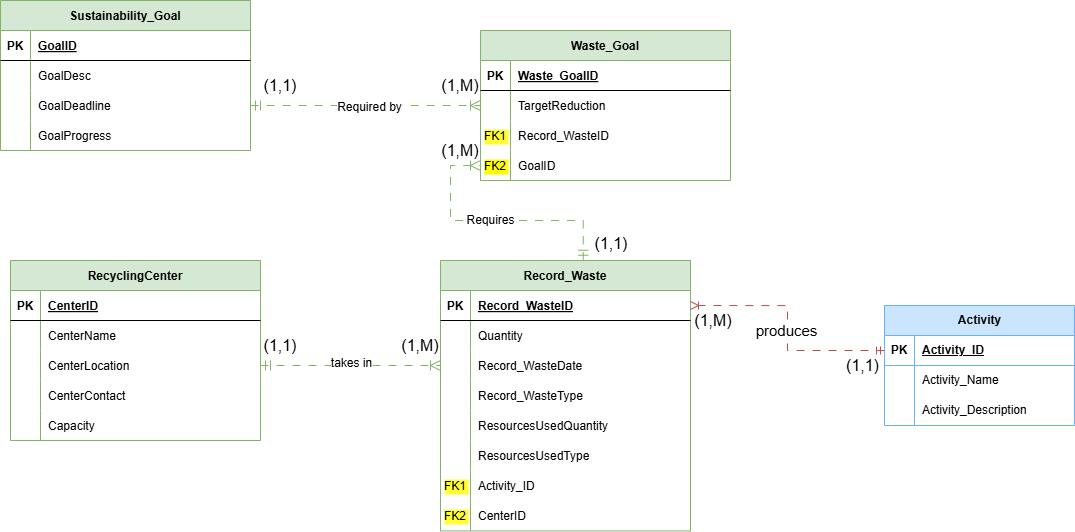 Sustainability_Goal
PK GoalID
GoalDesc
GoalDeadline
GoalProgress
(1,1)
Required by
(1,M)
Waste_Goal
PK Waste_GoalID
TargetReduction
FK1 Record_WasteID
FK2 GoalID
(1,M)
Requires
(1,1)
RecyclingCenter
PK CenterID
CenterName
CenterLocation
CenterContact
Capacity
(1,1)
takes in
(1,M)
Record_Waste
PK Record_WasteID
Quantity
Record_WasteDate
Record_WasteType
ResourcesUsedQuantity
ResourcesUsedType
FK1 Activity_ID
FK2 CenterID
(1,M)
produces
(1,1)
Activity
PK Activity_ID
Activity_Name
Activity_Description